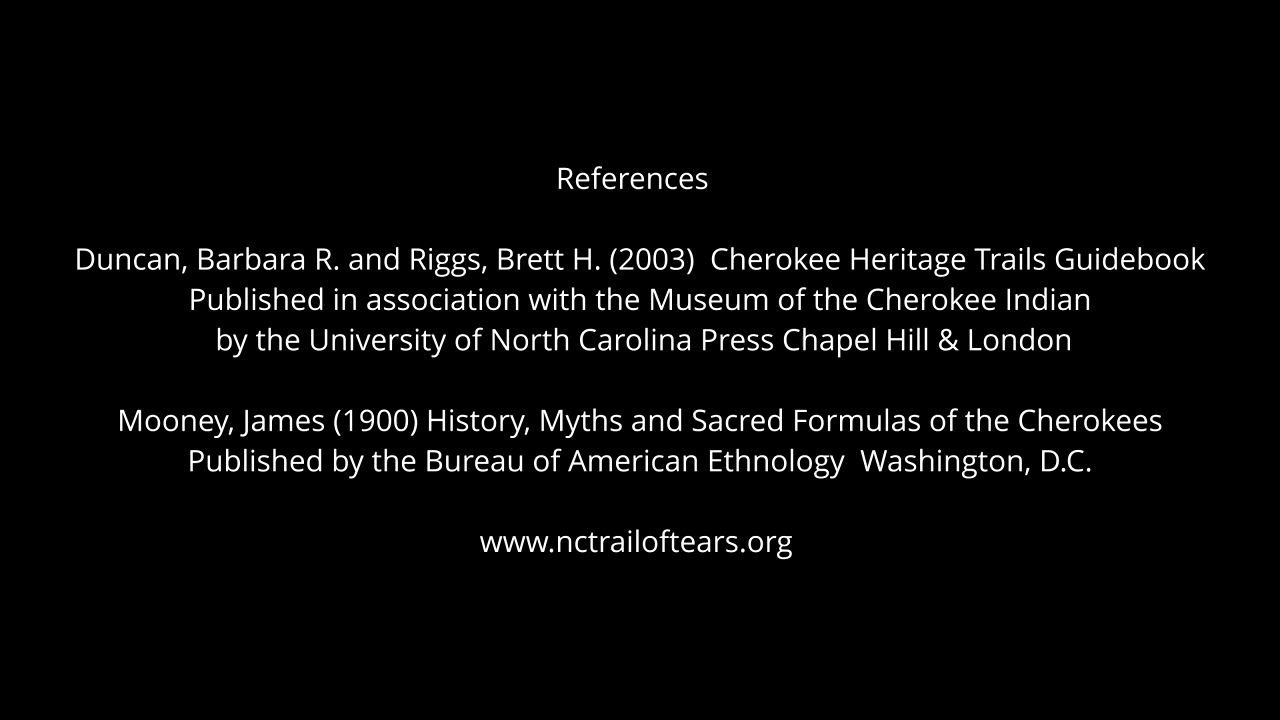 References
Duncan, Barbara R. and Riggs, Brett H. (2003)  Cherokee Heritage Trails Guidebook
Published in association with the Museum of the Cherokee Indian
by the University of North Carolina Press Chapel Hill & London
Mooney, James (1900) History, Myths and Sacred Formulas of the Cherokees
Published by the Bureau of American Ethnology  Washington, D.C.
www.nctrailoftears.org